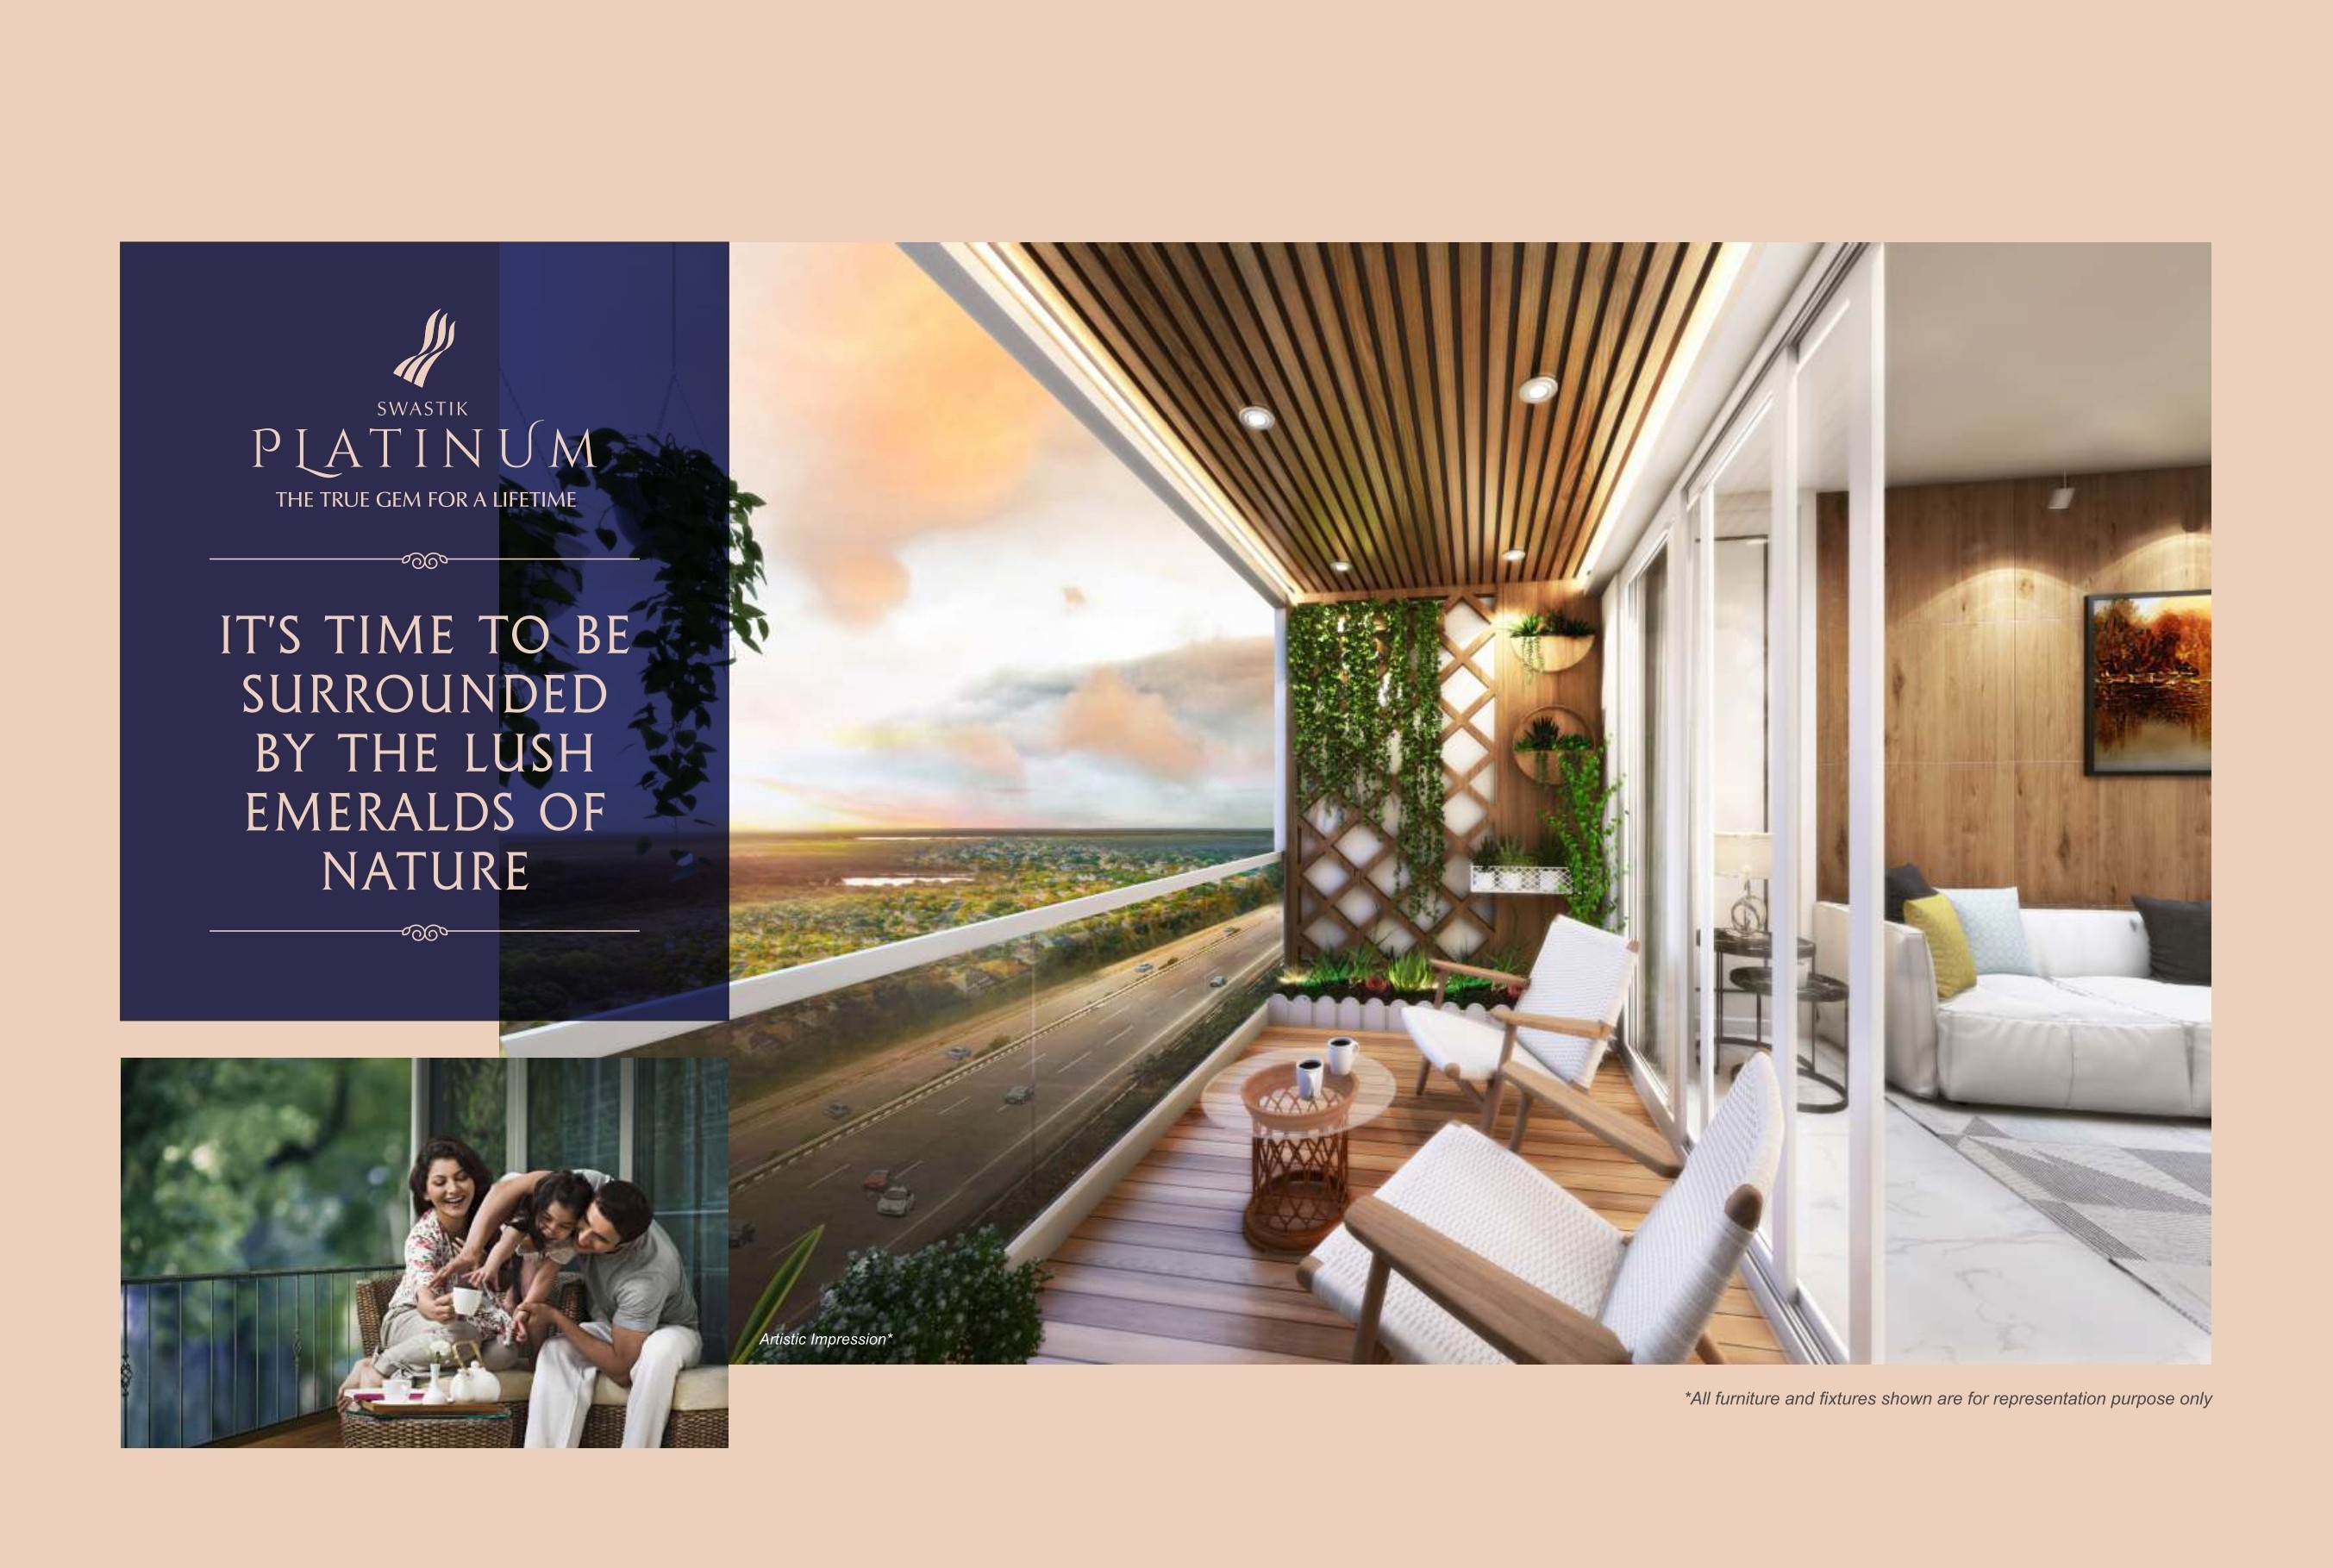 SWASTIK
PLATINUM
THE TRUE GEM FOR A LIFETIME
IT'S TIME TO BE
SURROUNDED
BY THE LUSH
EMERALDS OF
NATURE
Artistic Impression*
*All furniture and fixtures shown are for representation purpose only